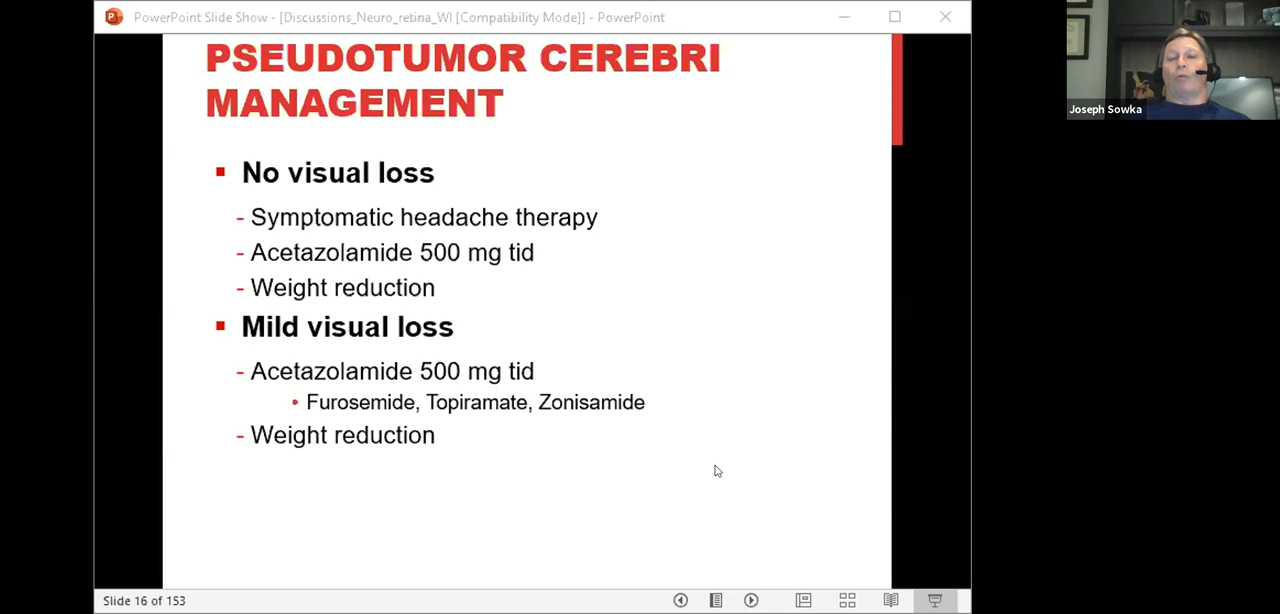 PowerPoint Slide Show - [Discussions_Neuro_retina_WI [Compatibility Mode]] - PowerPoint
PSEUDOTUMOR CEREBRI
MANAGEMENT
No visual loss
- Symptomatic headache therapy
- Acetazolamide 500 mg tid
- Weight reduction
Mild visual loss
- Acetazolamide 500 mg tid
• Furosemide, Topiramate, Zonisamide
- Weight reduction
Slide 16 of 153
Joseph Sowka